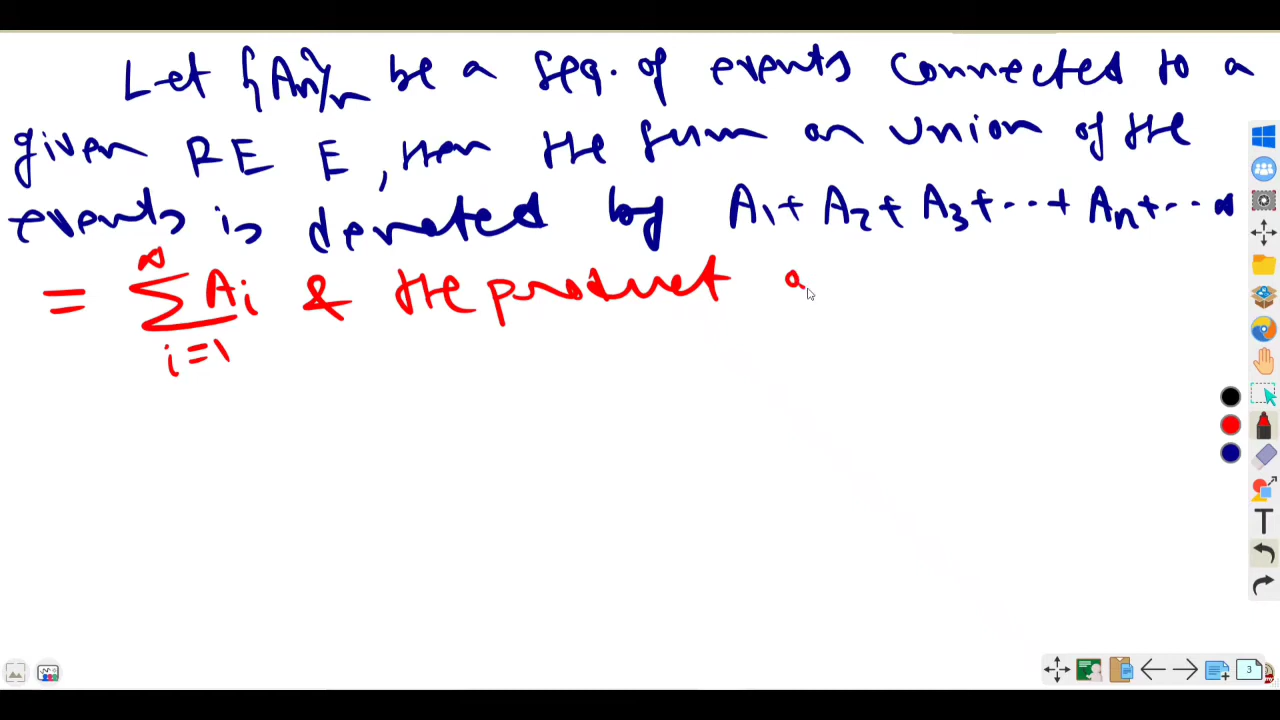 Let {An}n be a seq. of events connected to a
given RE E, then the sum or union of the
events is denoted by A1 + A2 + A3 + ... + An + ... ∞
= ∞∑i=1 Ai & the product o
3